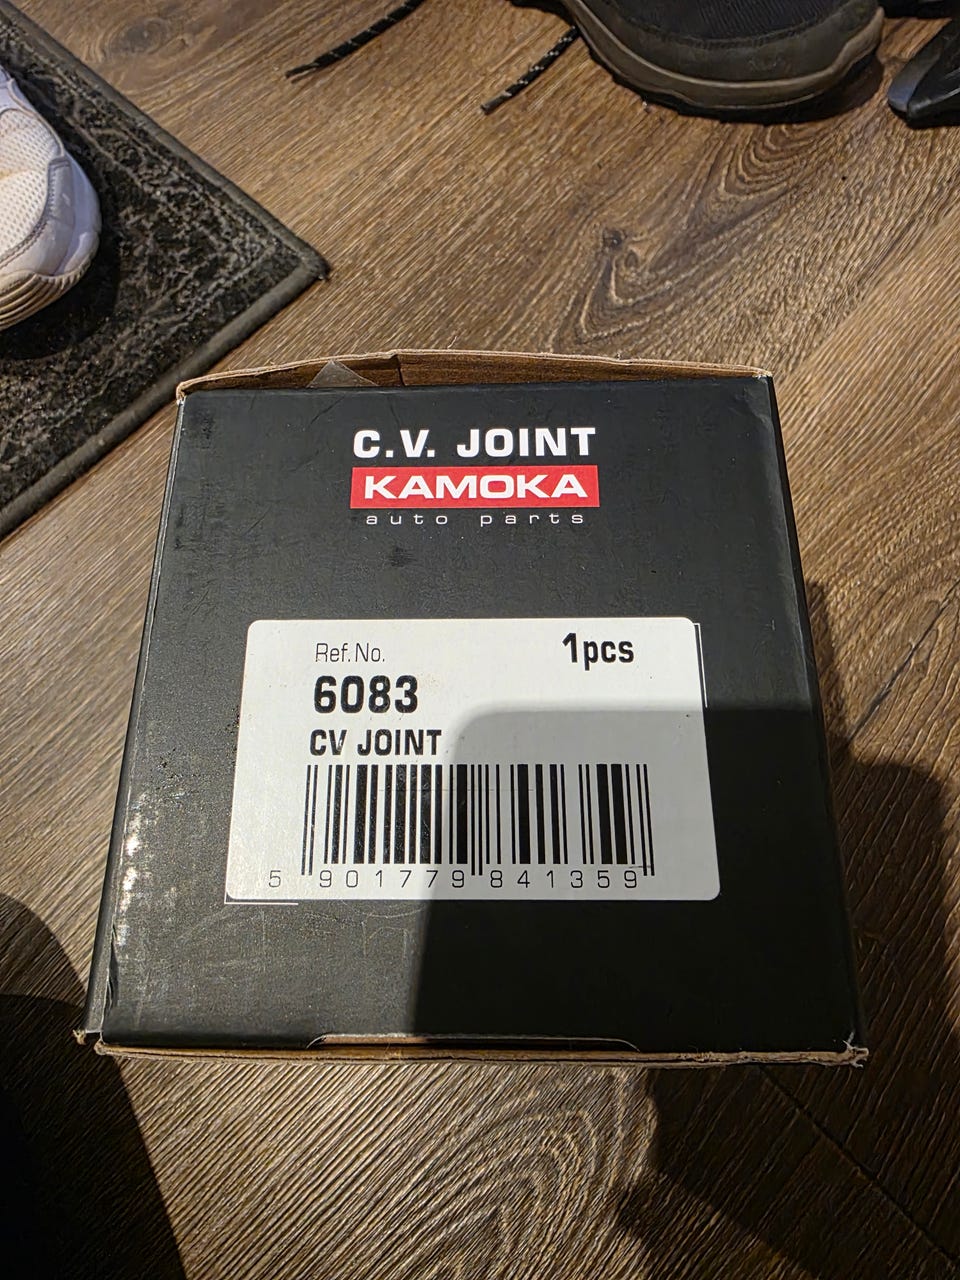 C.V. JOINT
KAMOKA
auto parts
Ref. No.
1pcs
6083
CV JOINT
5 901779 841359